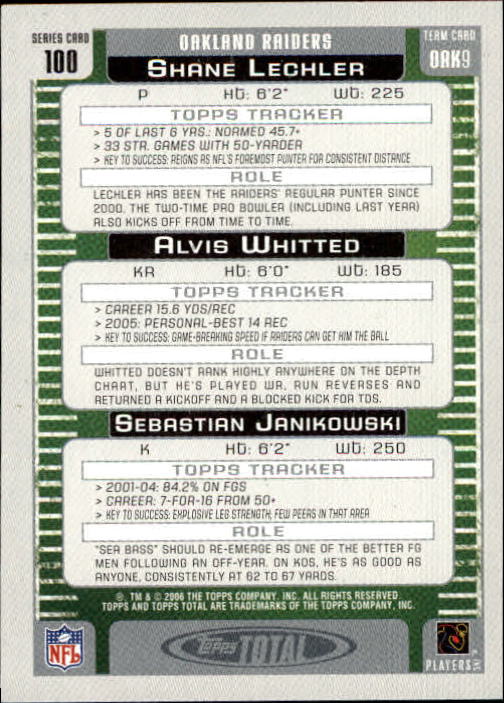 SERIES CARD
100
OAKLAND RAIDERS
TEAM CARD
OAK9
SHANE LECHLER
P Ht: 6'2" Wt: 225
TOPPS TRACKER
> 5 OF LAST 6 YRS.: NORMED 45.7+
> 33 STR. GAMES WITH 50-YARDER
> KEY TO SUCCESS: REIGNS AS NFL'S FOREMOST PUNTER FOR CONSISTENT DISTANCE
ROLE
LECHLER HAS BEEN THE RAIDERS' REGULAR PUNTER SINCE
2000. THE TWO-TIME PRO BOWLER (INCLUDING LAST YEAR)
ALSO KICKS OFF FROM TIME TO TIME.
ALVIS WHITTED
KR Ht: 6'0" Wt: 185
TOPPS TRACKER
> CAREER 15.6 YDS/REC
> 2005: PERSONAL-BEST 14 REC
> KEY TO SUCCESS: GAME-BREAKING SPEED IF RAIDERS CAN GET HIM THE BALL
ROLE
WHITTED DOESN'T RANK HIGHLY ANYWHERE ON THE DEPTH
CHART, BUT HE'S PLAYED WR, RUN REVERSES AND
RETURNED A KICKOFF AND A BLOCKED KICK FOR TDS.
SEBASTIAN JANIKOWSKI
K Ht: 6'2" Wt: 250
TOPPS TRACKER
> 2001-04: 84.2% ON FGS
> CAREER: 7-FOR-16 FROM 50+
> KEY TO SUCCESS: EXPLOSIVE LEG STRENGTH; FEW PEERS IN THAT AREA
ROLE
"SEA BASS" SHOULD RE-EMERGE AS ONE OF THE BETTER FG
MEN FOLLOWING AN OFF-YEAR. ON KOS, HE'S AS GOOD AS
ANYONE, CONSISTENTLY AT 62 TO 67 YARDS.
®, TM & © 2006 THE TOPPS COMPANY, INC. ALL RIGHTS RESERVED.
TOPPS AND TOPPS TOTAL ARE TRADEMARKS OF THE TOPPS COMPANY, INC.
NFL
Topps TOTAL
PLAYERS INC